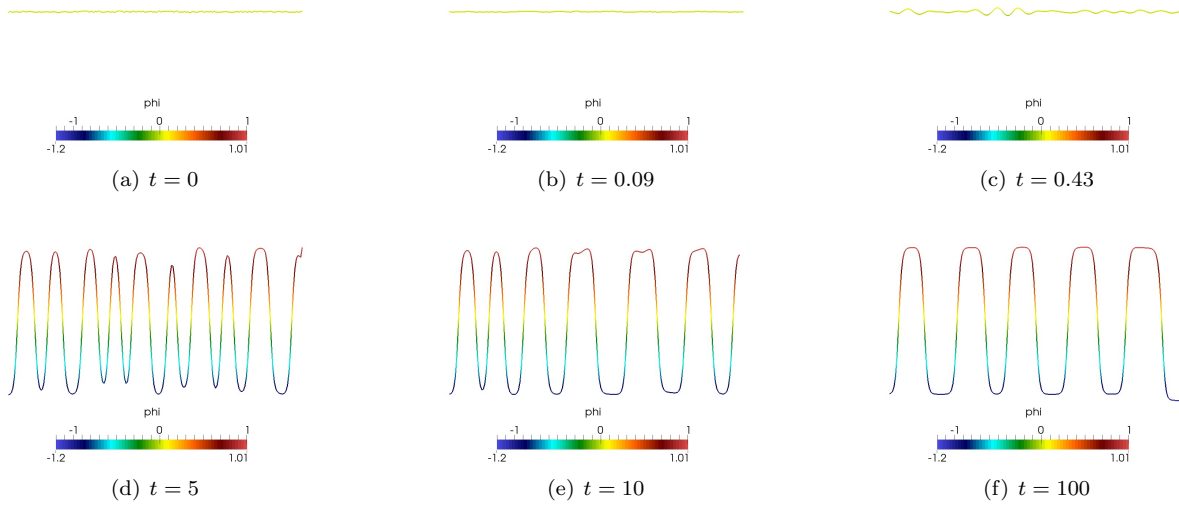 phi
-1 0 1
-1.2 1.01
(a) t = 0
phi
-1 0 1
-1.2 1.01
(b) t = 0.09
phi
-1 0 1
-1.2 1.01
(c) t = 0.43
phi
-1 0 1
-1.2 1.01
(d) t = 5
phi
-1 0 1
-1.2 1.01
(e) t = 10
phi
-1 0 1
-1.2 1.01
(f) t = 100